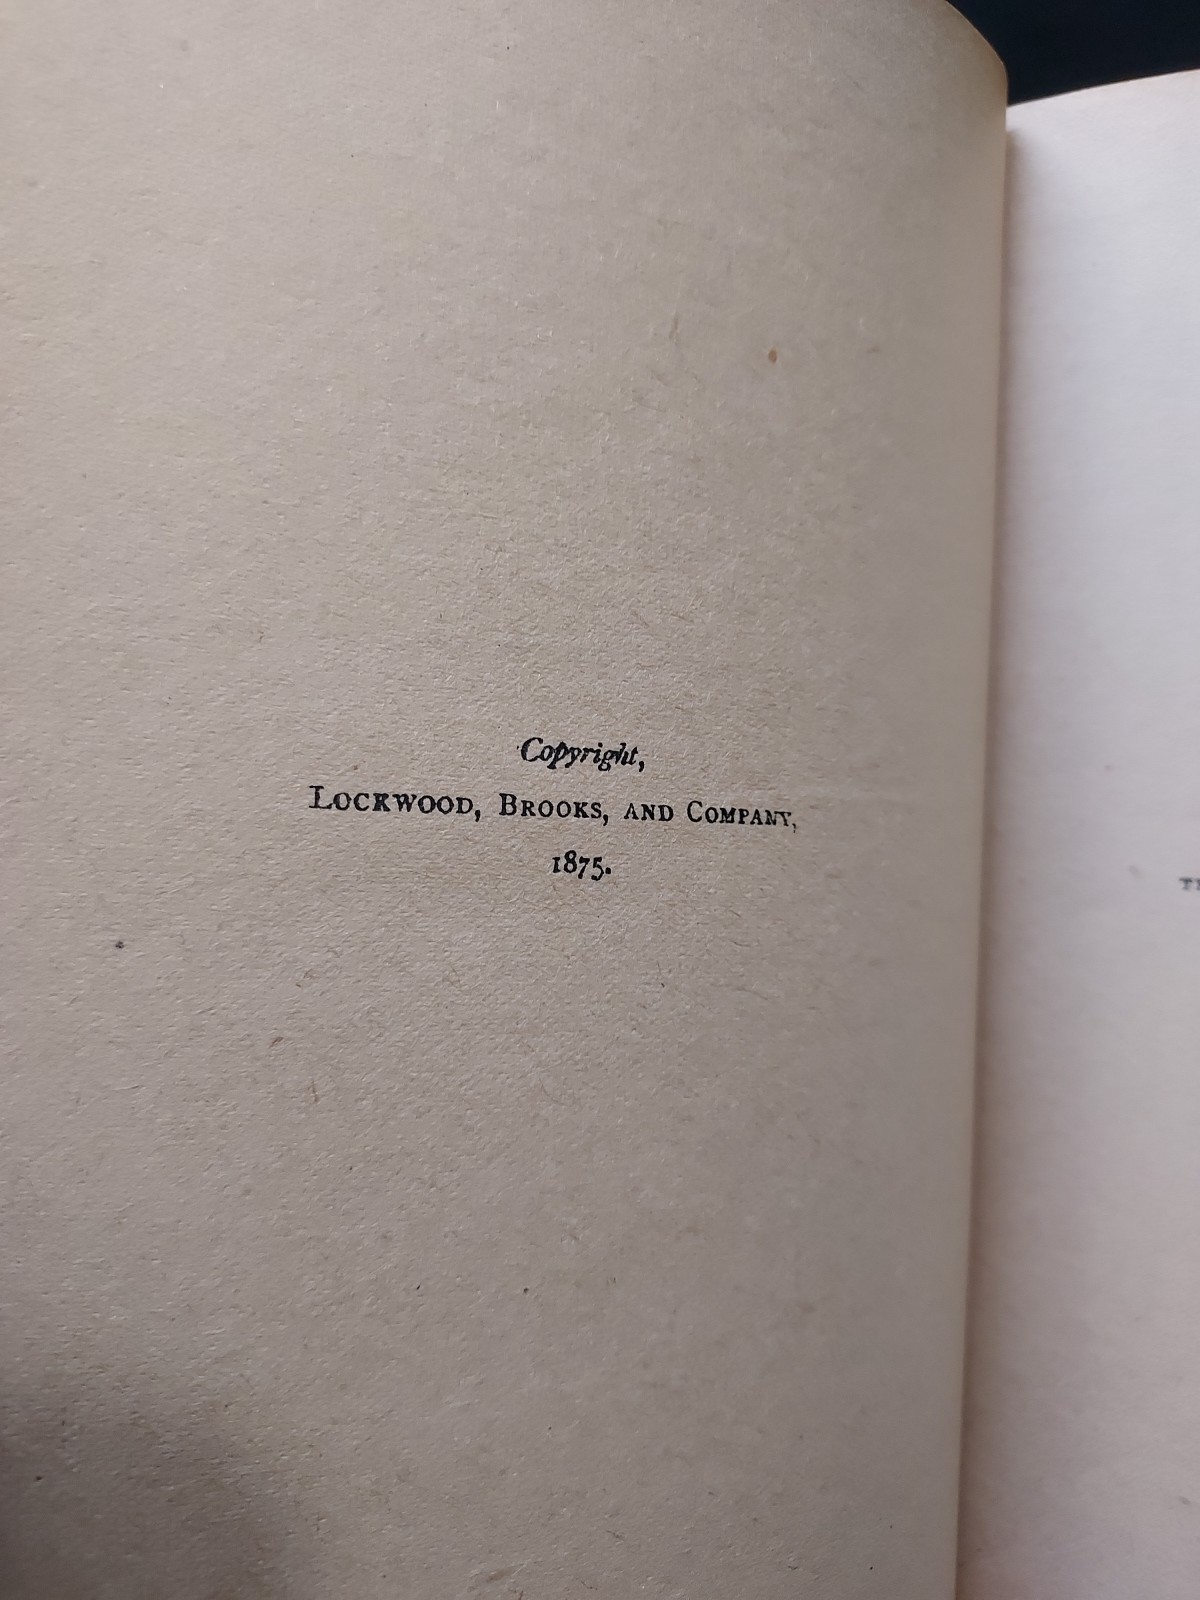 Copyright,
LOCKWOOD, BROOKS, AND COMPANY,
1875.